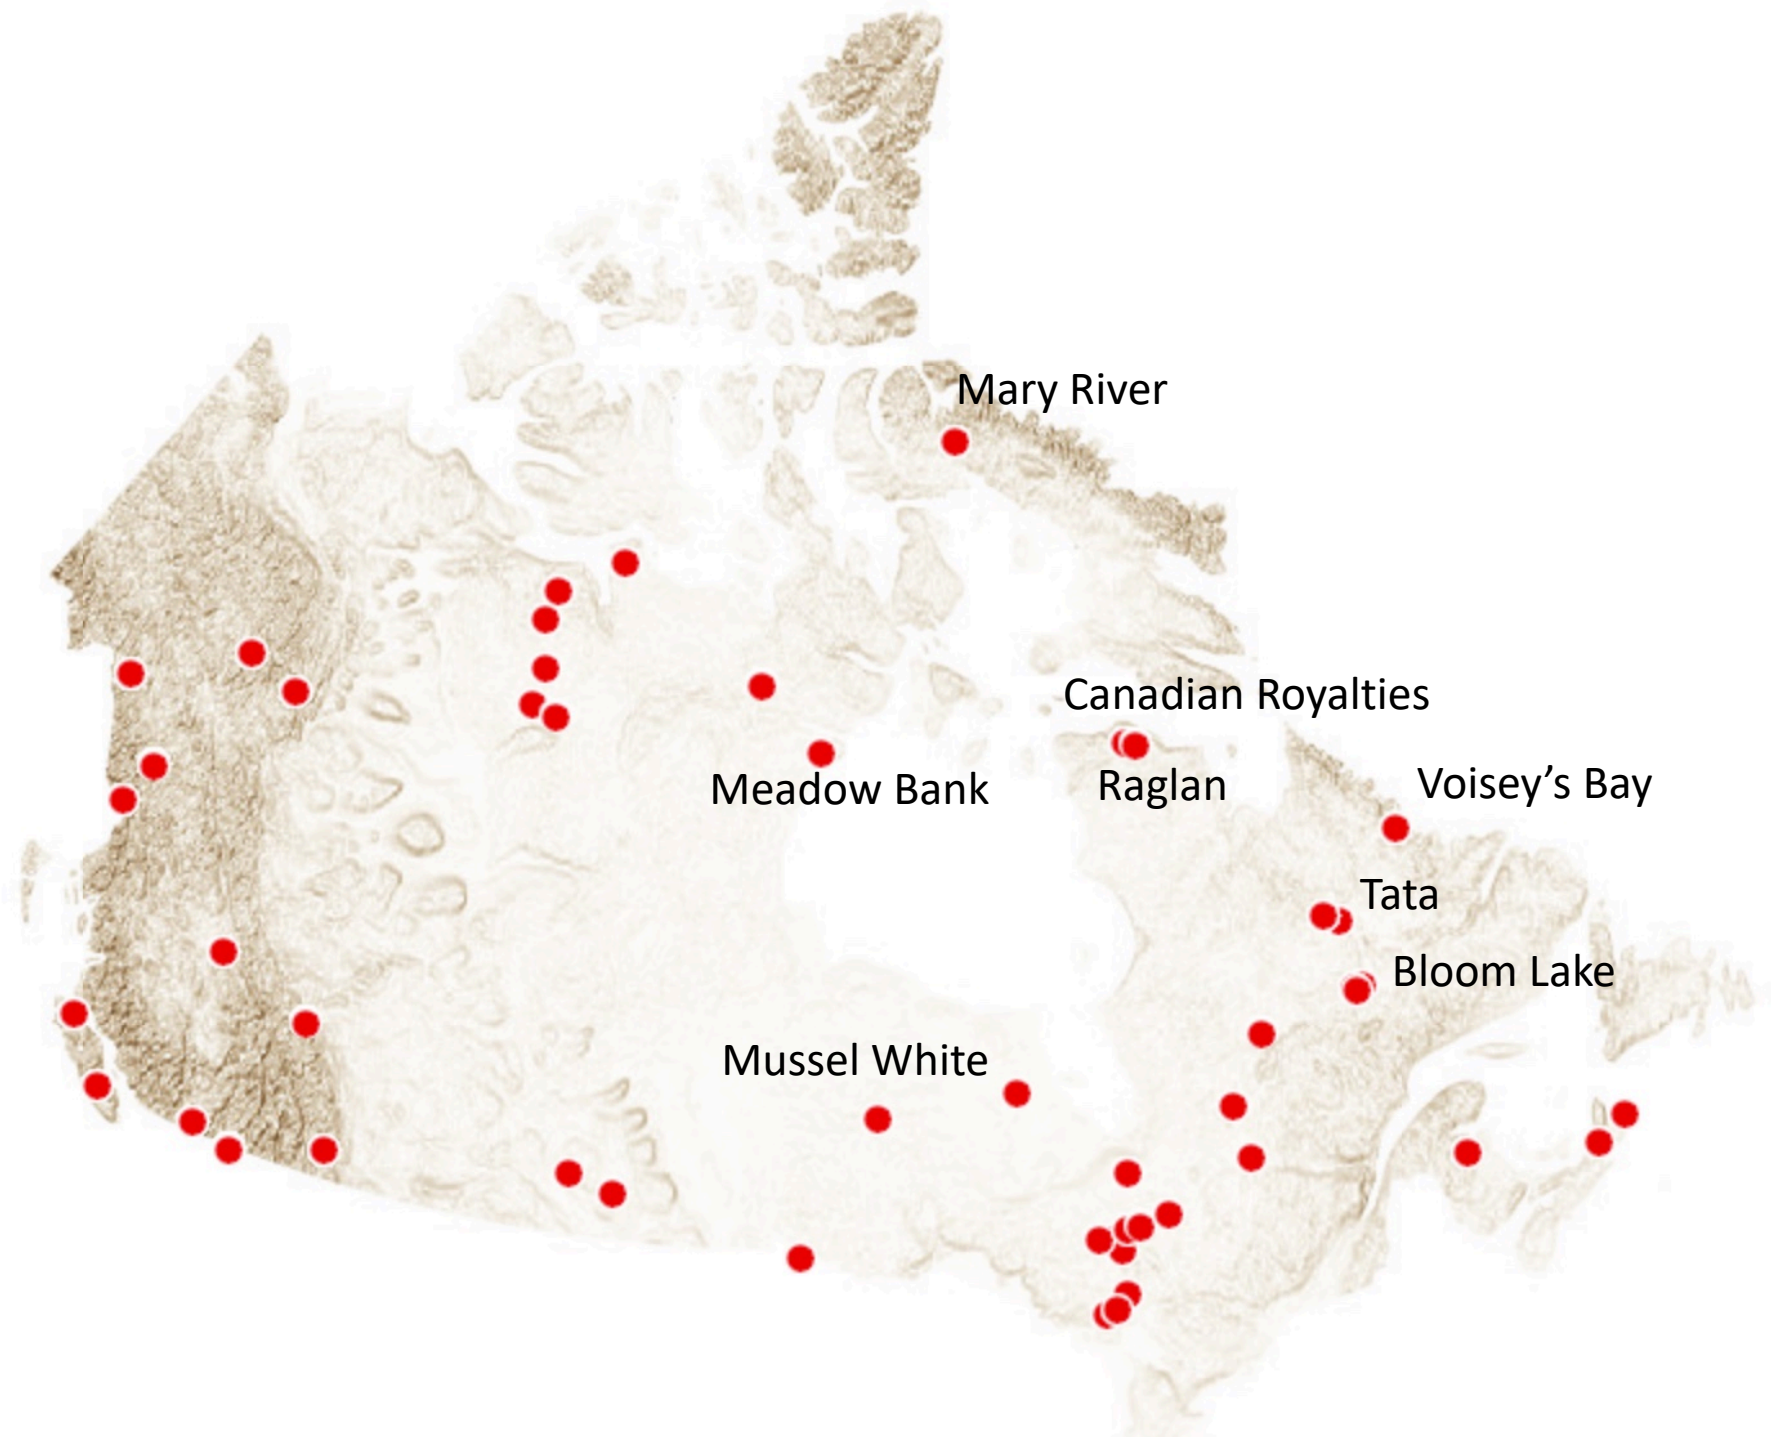 Mary River
Canadian Royalties
Meadow Bank
Raglan
Voisey’s Bay
Tata
Bloom Lake
Mussel White